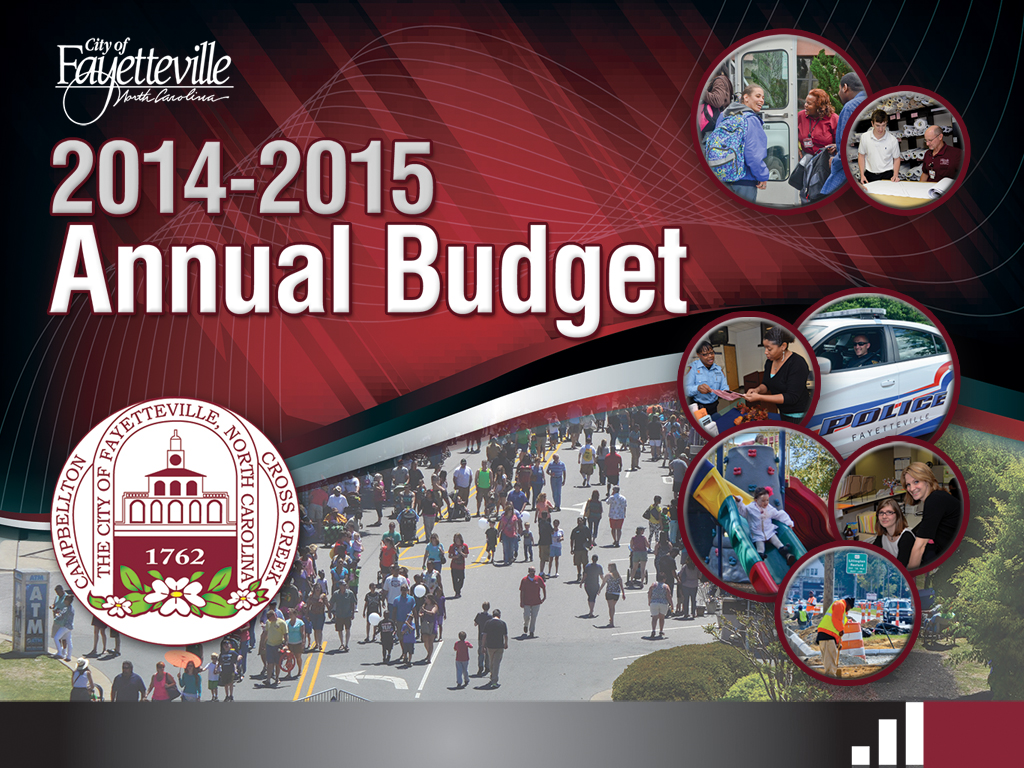 City of
Fayetteville
North Carolina
2014-2015
Annual Budget
POLICE
FAYETTEVILLE
CAMPBELLTON
THE CITY OF FAYETTEVILLE, NORTH CAROLINA
CROSS CREEK
1762
ATM